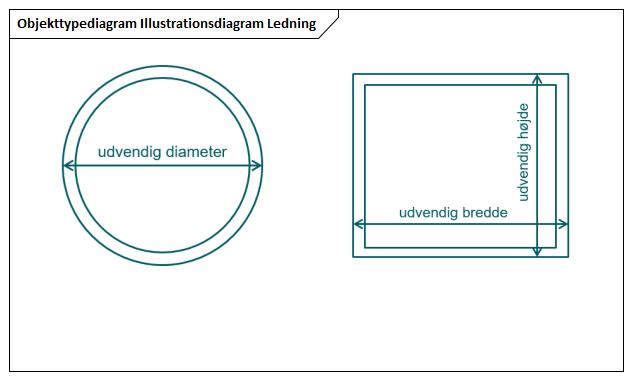 Objekttypediagram Illustrationsdiagram Ledning
udvendig diameter
udvendig højde
udvendig bredde